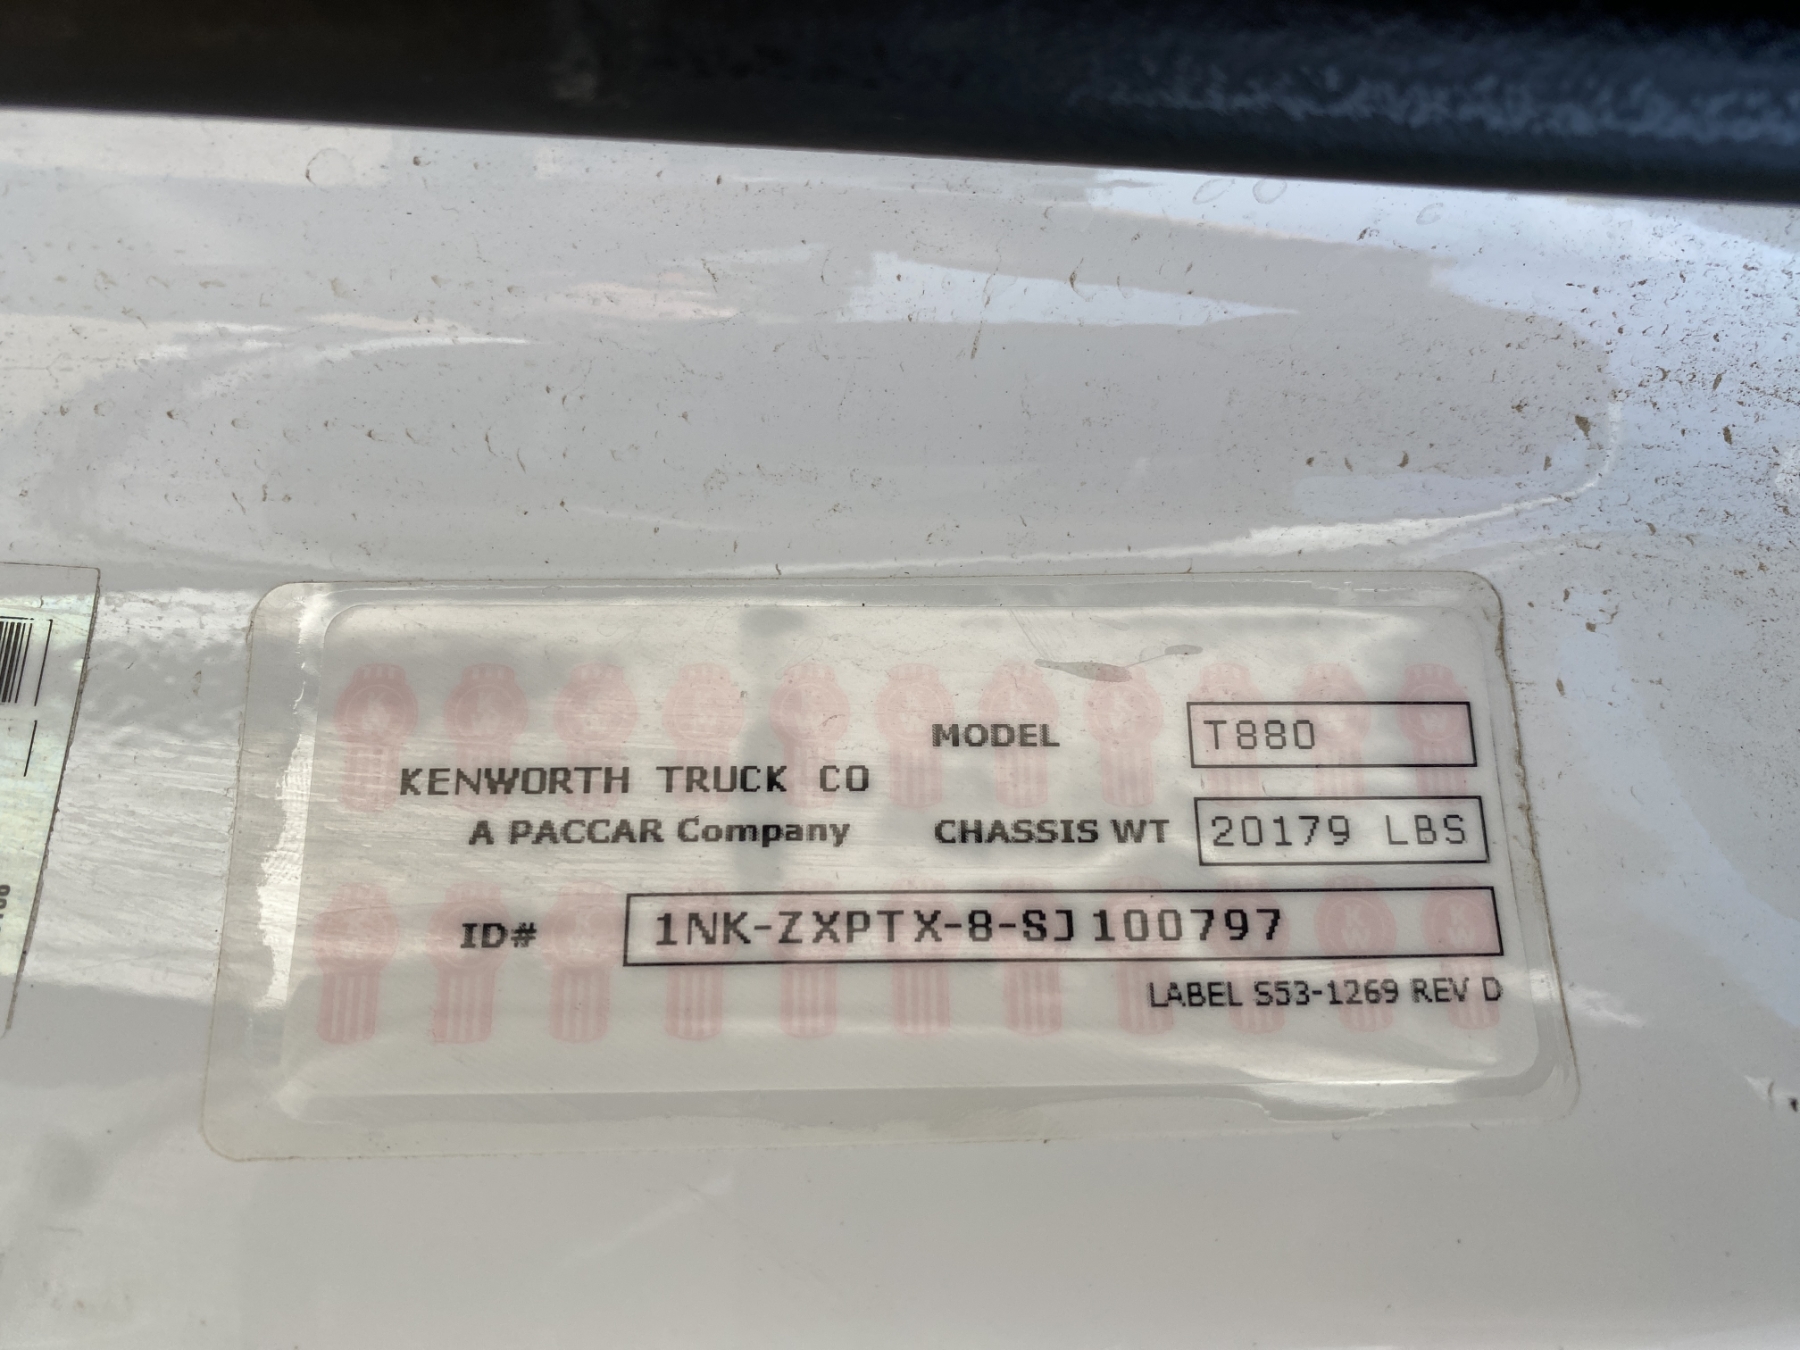 MODEL T880
KENWORTH TRUCK CO
A PACCAR Company
CHASSIS WT 20179 LBS
ID# 1NK-ZXPTX-8-SJ100797
LABEL S53-1269 REV D